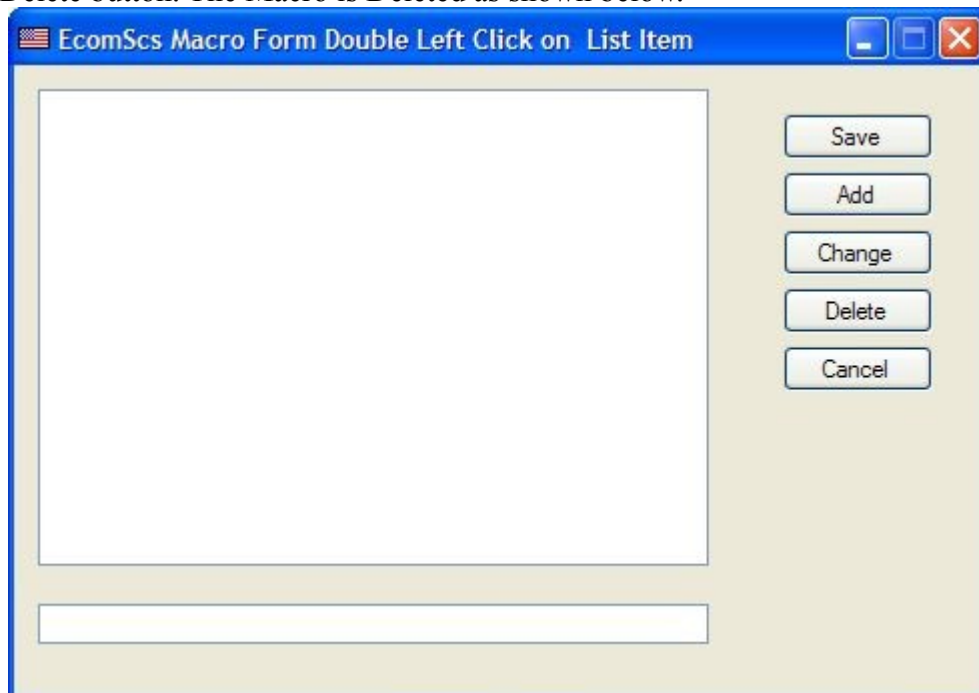 Delete button. The Macro is Deleted as shown below.
EcomScs Macro Form Double Left Click on  List Item
Save
Add
Change
Delete
Cancel